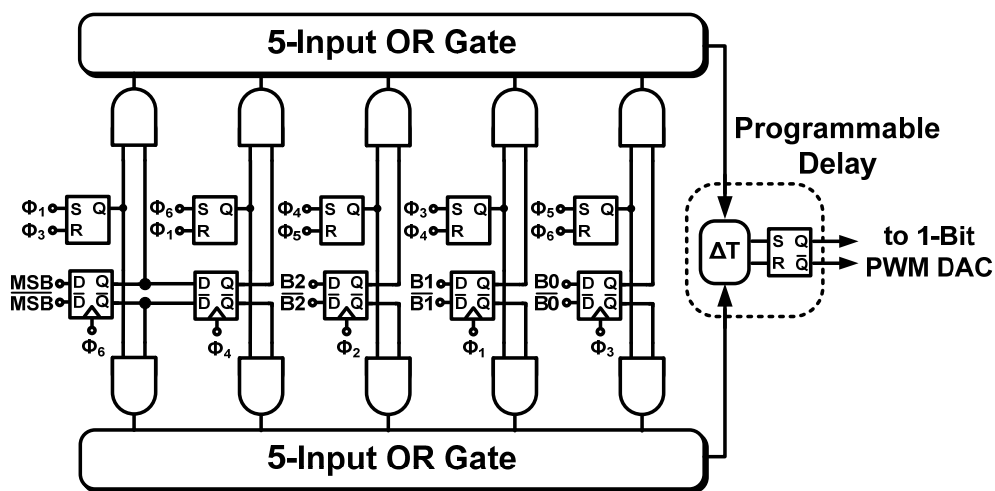 5-Input OR Gate
Programmable
Delay
Φ1 S Q
Φ3 R
Φ6 S Q
Φ1 R
Φ4 S Q
Φ5 R
Φ3 S Q
Φ4 R
Φ5 S Q
Φ6 R
ΔT
S Q
R Q̅
to 1-Bit
PWM DAC
MSB D Q
M̅S̅B̅ D̅ Q̅
Φ6
D Q
D̅ Q̅
Φ4
B2 D Q
B̅2̅ D̅ Q̅
Φ2
B1 D Q
B̅1̅ D̅ Q̅
Φ1
B0 D Q
B̅0̅ D̅ Q̅
Φ3
5-Input OR Gate